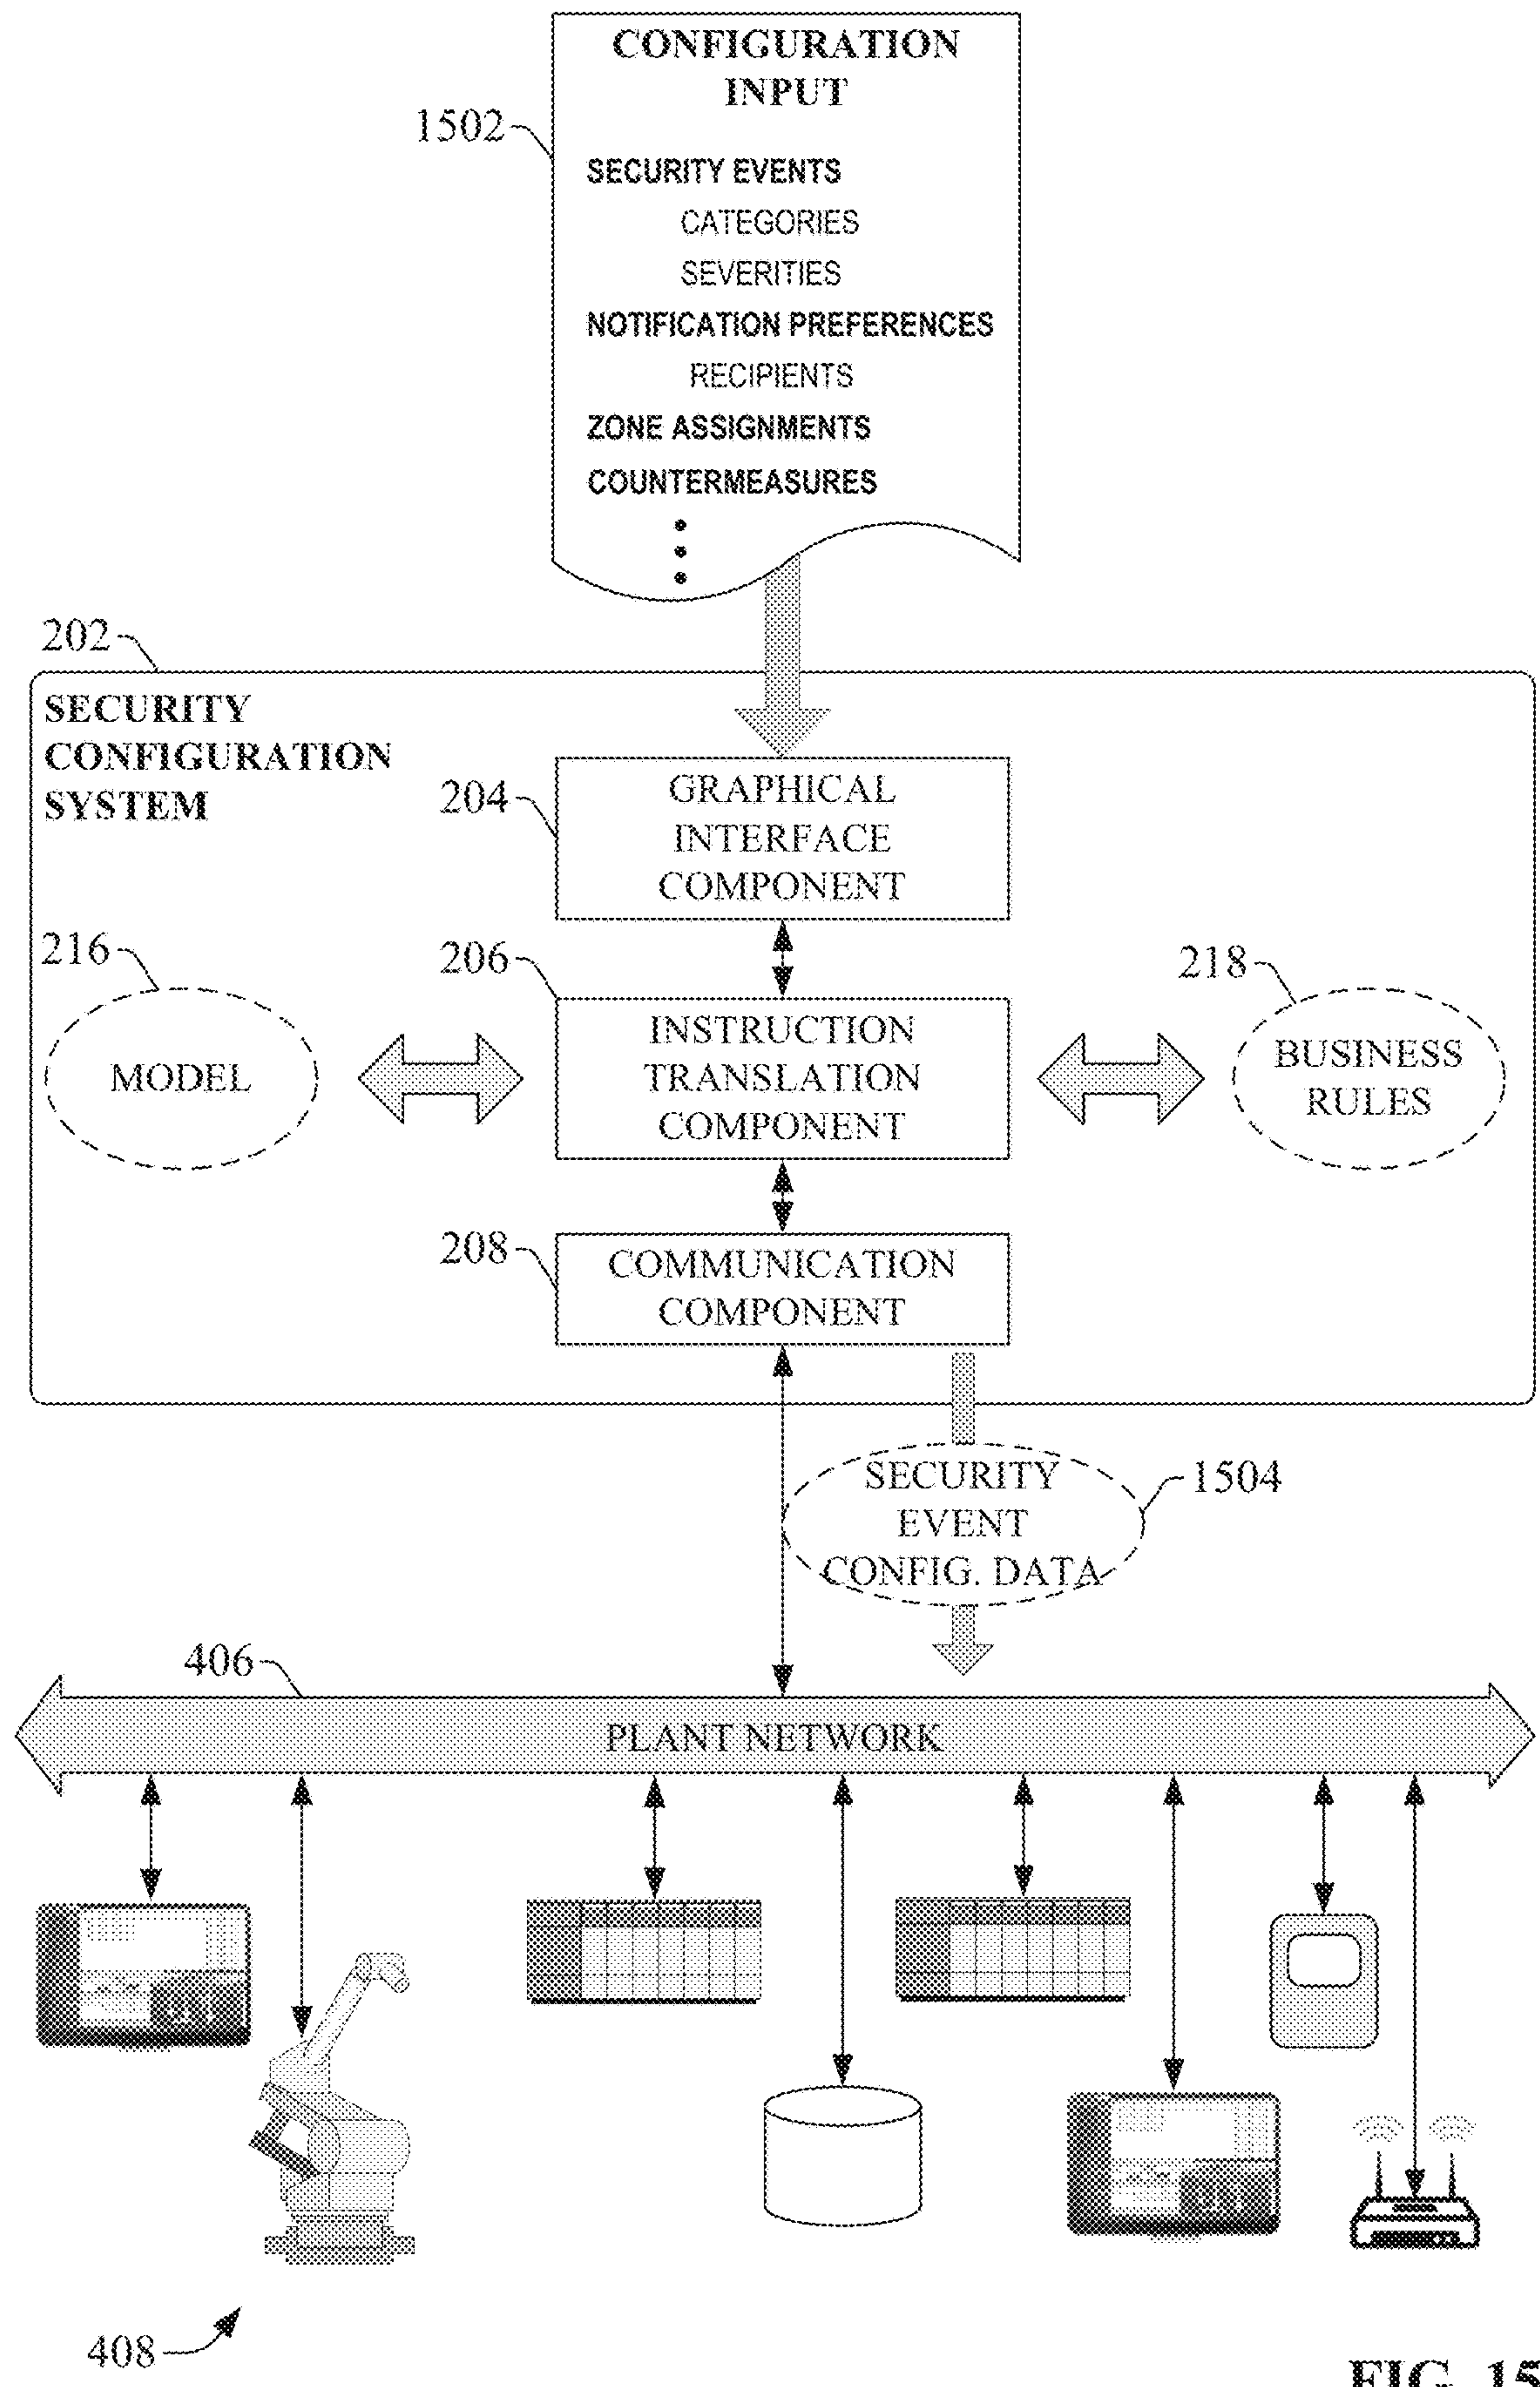 CONFIGURATION
INPUT
1502
SECURITY EVENTS
CATEGORIES
SEVERITIES
NOTIFICATION PREFERENCES
RECIPIENTS
ZONE ASSIGNMENTS
COUNTERMEASURES
202
SECURITY
CONFIGURATION
SYSTEM
204
GRAPHICAL
INTERFACE
COMPONENT
216
MODEL
206
INSTRUCTION
TRANSLATION
COMPONENT
218
BUSINESS
RULES
208
COMMUNICATION
COMPONENT
SECURITY
EVENT
CONFIG. DATA
1504
406
PLANT NETWORK
408
FIG. 15